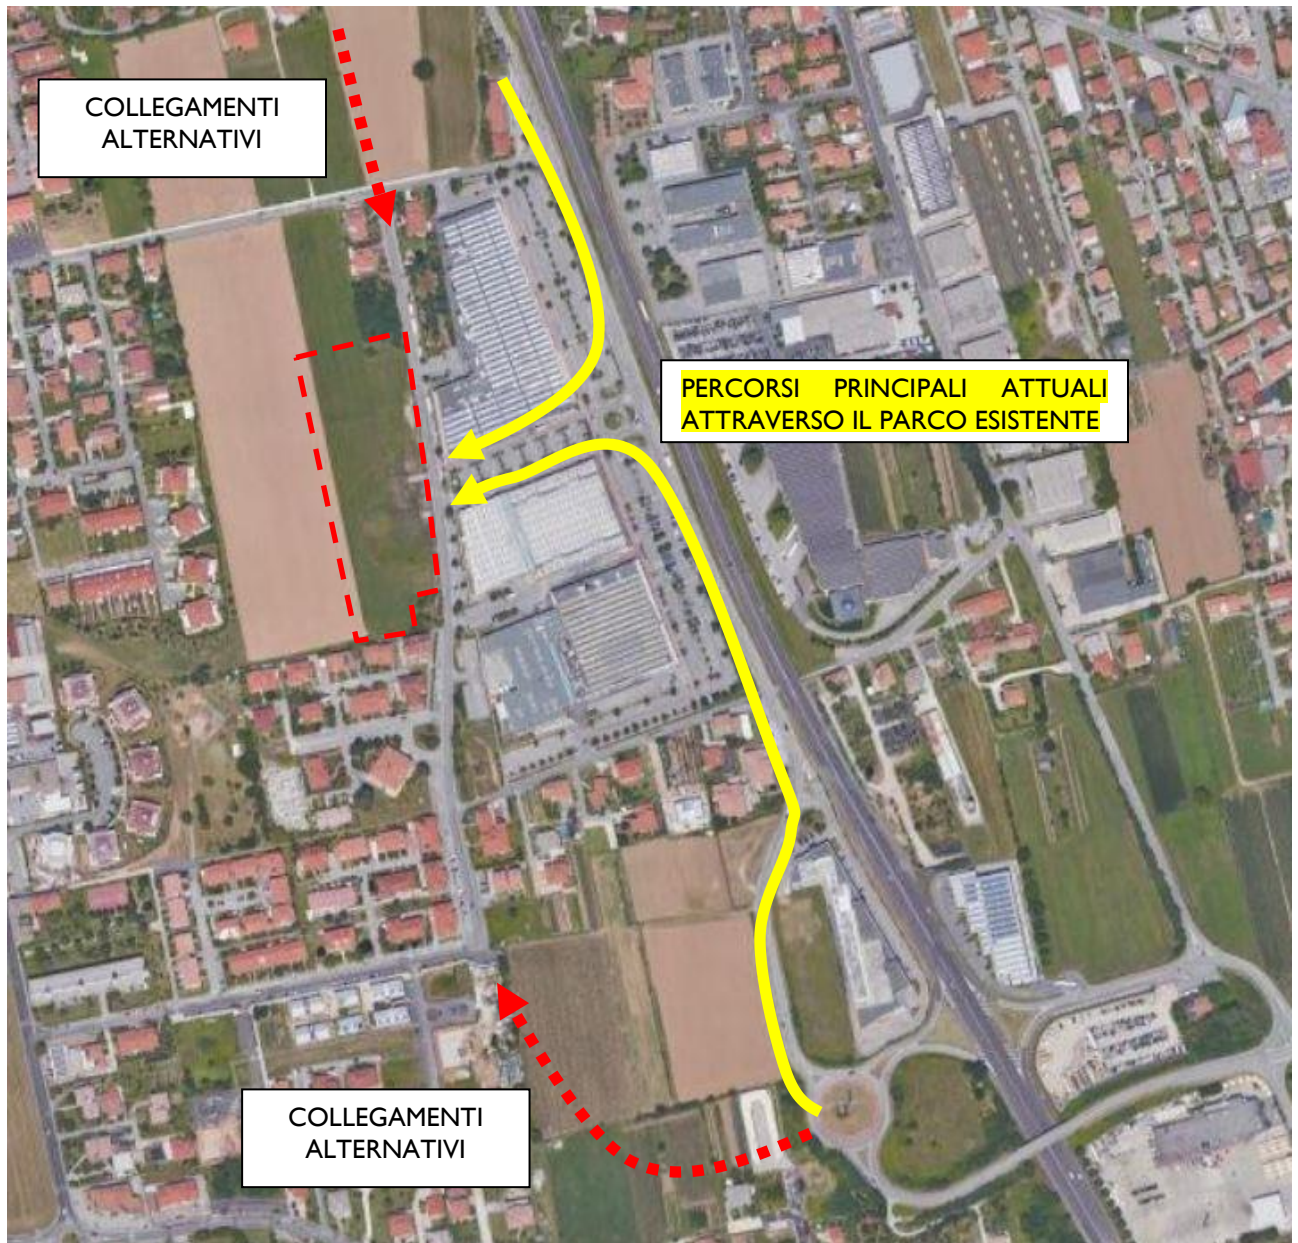 COLLEGAMENTI
ALTERNATIVI
PERCORSI PRINCIPALI ATTUALI
ATTRAVERSO IL PARCO ESISTENTE
COLLEGAMENTI
ALTERNATIVI